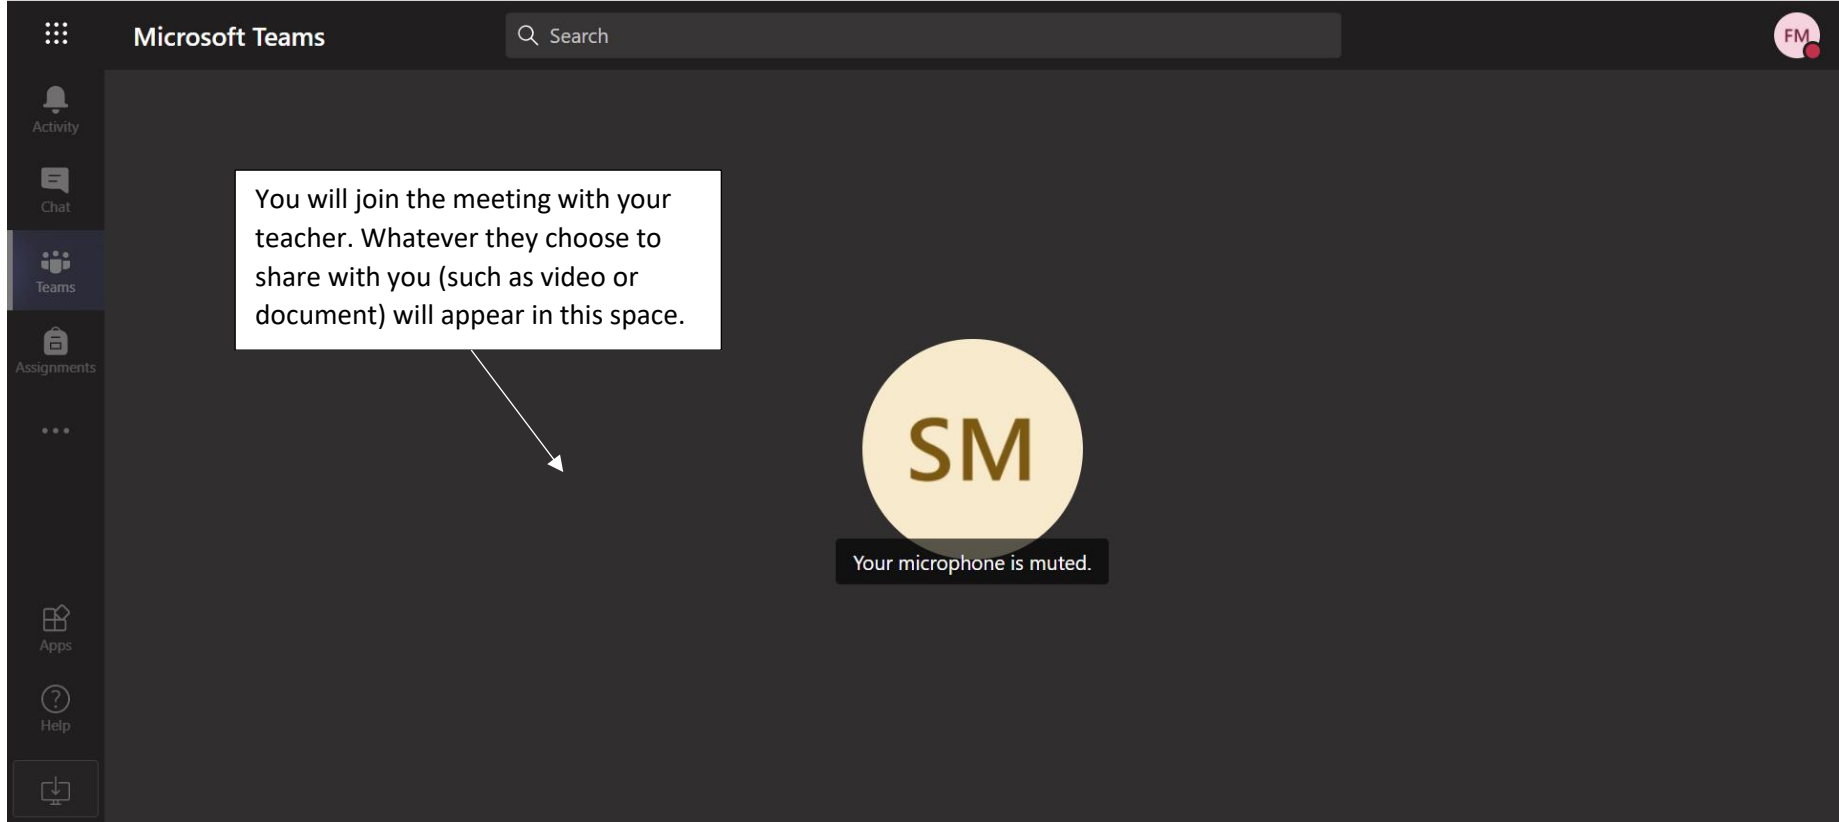 Microsoft Teams
Search
FM
Activity
Chat
Teams
Assignments
Apps
Help
You will join the meeting with your
teacher. Whatever they choose to
share with you (such as video or
document) will appear in this space.
SM
Your microphone is muted.